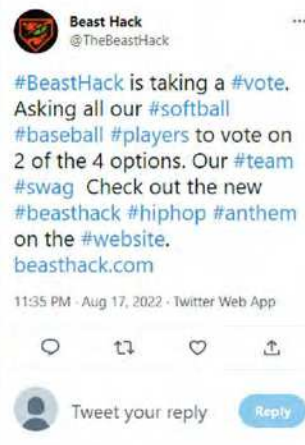 Beast Hack
@TheBeastHack
#BeastHack is taking a #vote.
Asking all our #softball
#baseball #players to vote on
2 of the 4 options. Our #team
#swag Check out the new
#beasthack #hiphop #anthem
on the #website.
beasthack.com
11:35 PM · Aug 17, 2022 · Twitter Web App
Tweet your reply
Reply